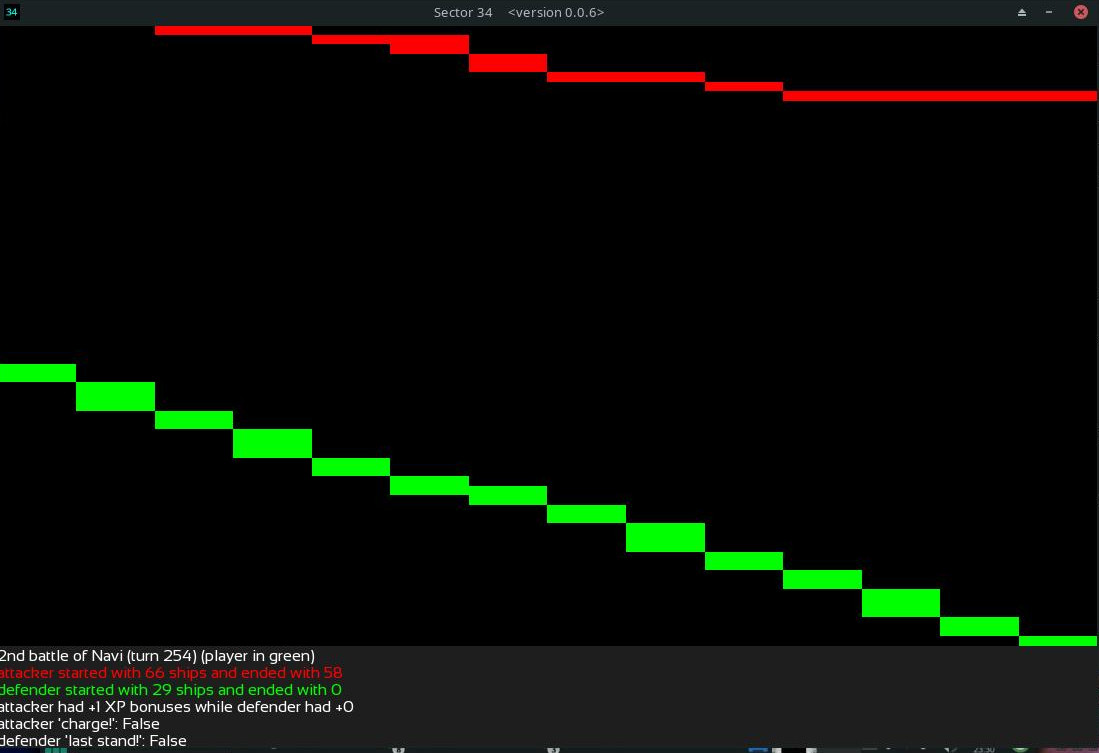 34
Sector 34 <version 0.0.6>
2nd battle of Navi (turn 254) (player in green)
attacker started with 66 ships and ended with 58
defender started with 29 ships and ended with 0
attacker had +1 XP bonuses while defender had +0
attacker 'charge!': False
defender 'last stand!': False